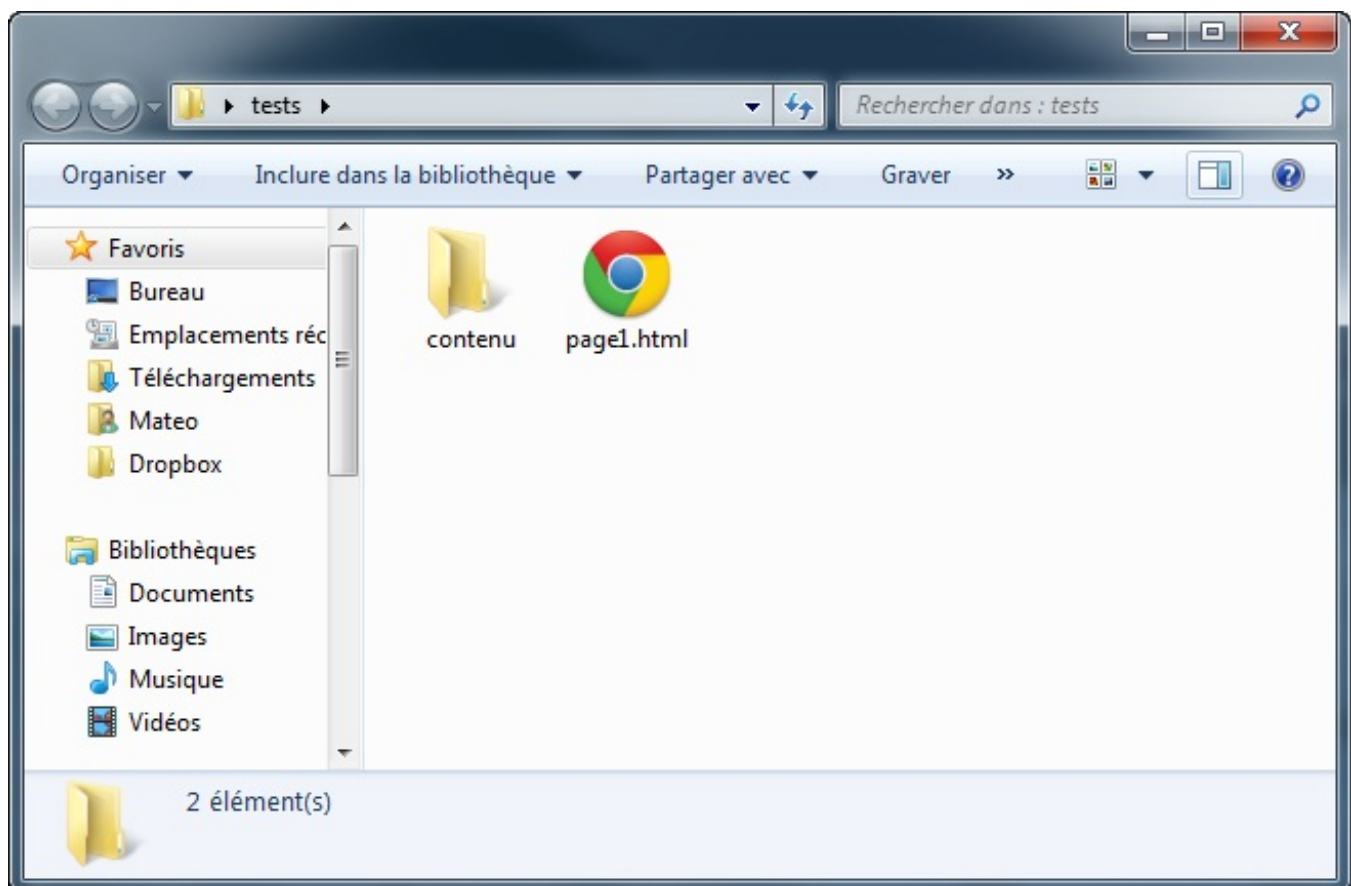 tests
Rechercher dans : tests
Organiser Inclure dans la bibliothèque Partager avec Graver »
Favoris
Bureau
Emplacements réc
Téléchargements
Mateo
Dropbox
Bibliothèques
Documents
Images
Musique
Vidéos
contenu
page1.html
2 élément(s)